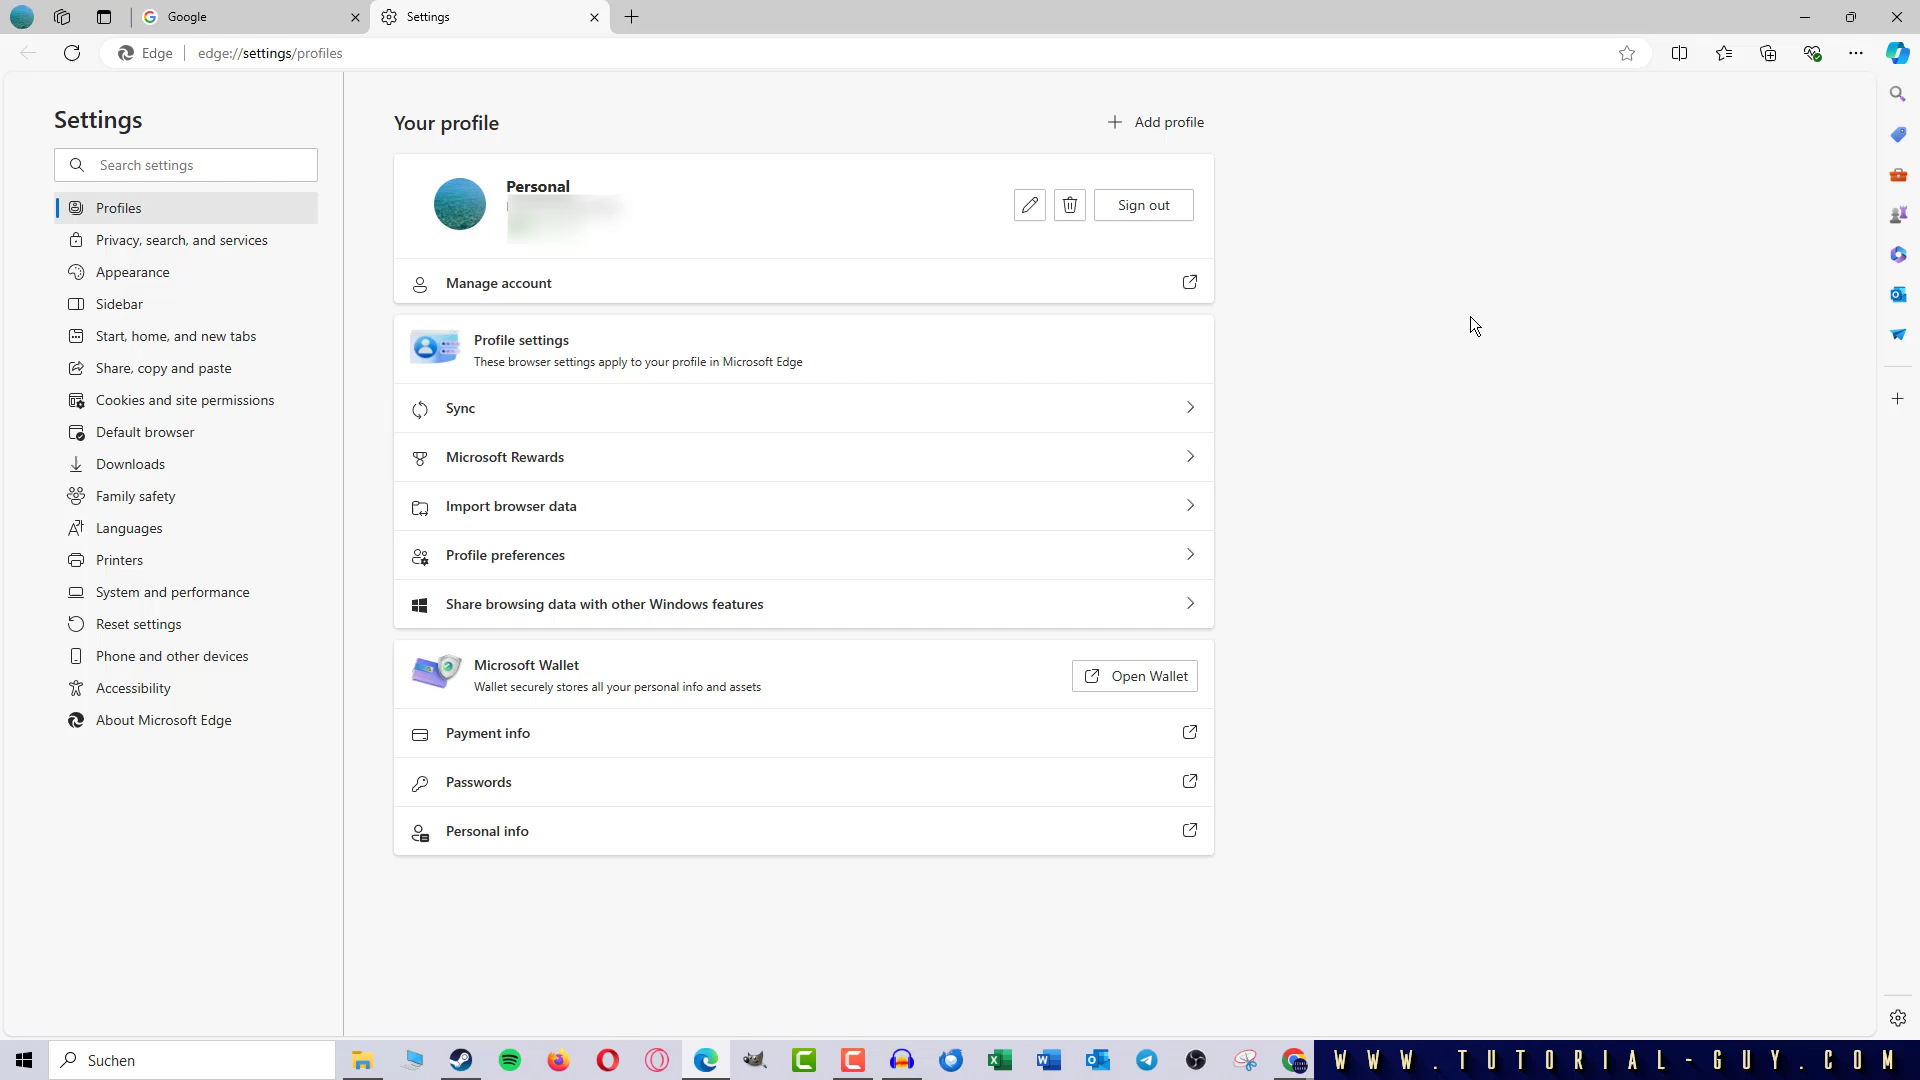 Google
Settings
Edge
edge://settings/profiles
Settings
Search settings
Profiles
Privacy, search, and services
Appearance
Sidebar
Start, home, and new tabs
Share, copy and paste
Cookies and site permissions
Default browser
Downloads
Family safety
Languages
Printers
System and performance
Reset settings
Phone and other devices
Accessibility
About Microsoft Edge
Your profile
Add profile
Personal
Sign out
Manage account
Profile settings
These browser settings apply to your profile in Microsoft Edge
Sync
Microsoft Rewards
Import browser data
Profile preferences
Share browsing data with other Windows features
Microsoft Wallet
Wallet securely stores all your personal info and assets
Open Wallet
Payment info
Passwords
Personal info
Suchen
WWW.TUTORIAL-GUY.COM